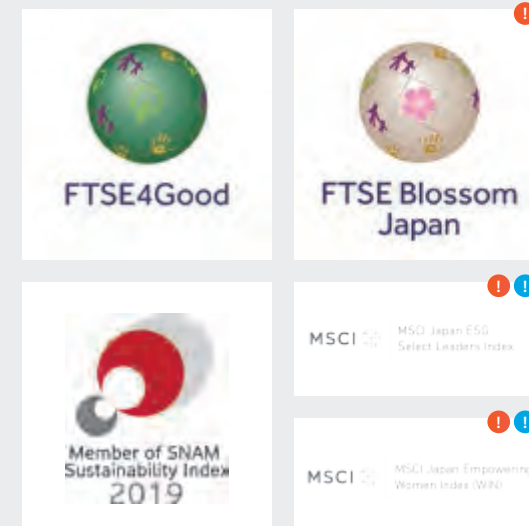 !
FTSE4Good
FTSE Blossom
Japan
! !
MSCI
MSCI Japan ESG
Select Leaders Index
Member of SNAM
Sustainability Index
2019
! !
MSCI
MSCI Japan Empowering
Women Index (WIN)